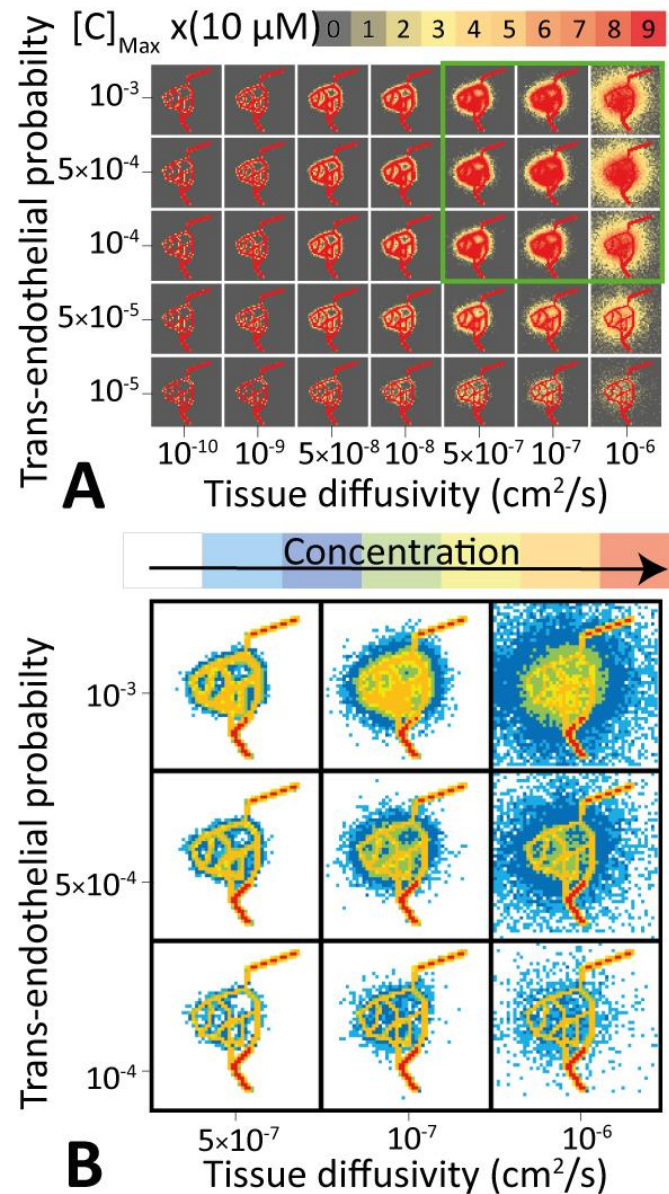 [C]Max x(10 μM) 0 1 2 3 4 5 6 7 8 9
Trans-endothelial probabilty
10⁻³
5×10⁻⁴
10⁻⁴
5×10⁻⁵
10⁻⁵
10⁻¹⁰ 10⁻⁹ 5×10⁻⁸ 10⁻⁸ 5×10⁻⁷ 10⁻⁷ 10⁻⁶
A Tissue diffusivity (cm²/s)
Concentration
Trans-endothelial probabilty
10⁻³
5×10⁻⁴
10⁻⁴
5×10⁻⁷ 10⁻⁷ 10⁻⁶
B Tissue diffusivity (cm²/s)